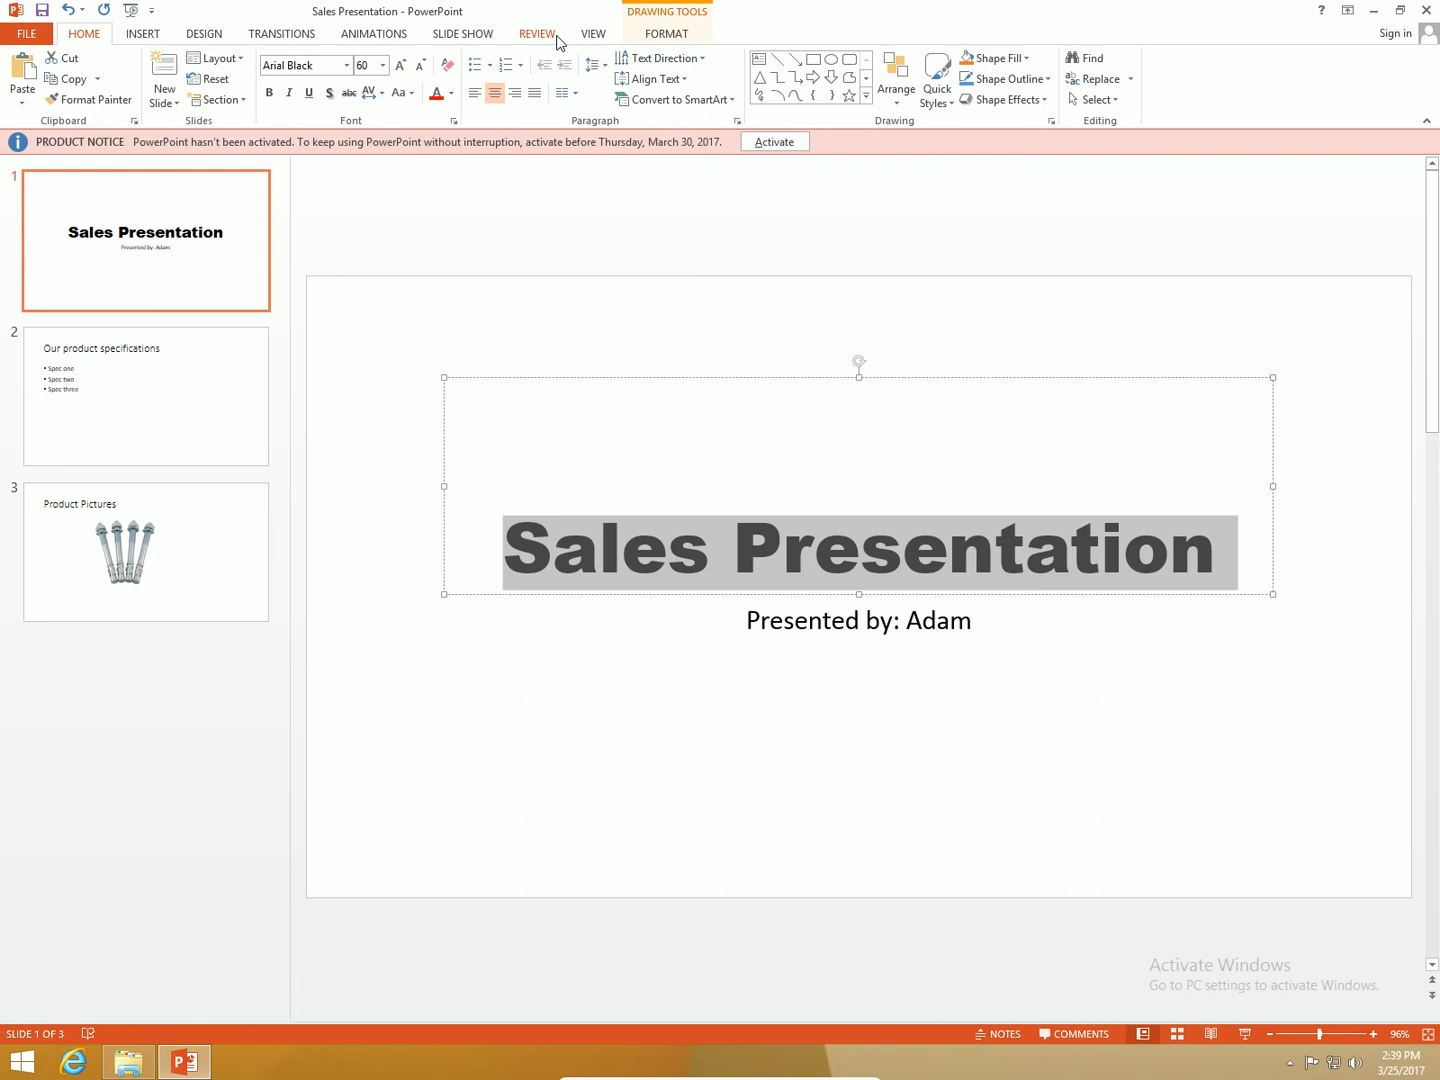 Sales Presentation - PowerPoint
DRAWING TOOLS
?
FILE
HOME
INSERT
DESIGN
TRANSITIONS
ANIMATIONS
SLIDE SHOW
REVIEW
VIEW
FORMAT
Sign in
Paste
Cut
Copy
Format Painter
Clipboard
New
Slide
Layout
Reset
Section
Slides
Arial Black
60
B I U S abc AV Aa A
Font
Text Direction
Align Text
Convert to SmartArt
Paragraph
Arrange
Quick
Styles
Shape Fill
Shape Outline
Shape Effects
Drawing
Find
Replace
Select
Editing
PRODUCT NOTICE PowerPoint hasn't been activated. To keep using PowerPoint without interruption, activate before Thursday, March 30, 2017.
Activate
1
Sales Presentation
Presented by: Adam
2
Our product specifications
• Spec one
• Spec two
• Spec three
3
Product Pictures
Sales Presentation
Presented by: Adam
Activate Windows
Go to PC settings to activate Windows.
SLIDE 1 OF 3
NOTES
COMMENTS
96%
2:39 PM
3/25/2017